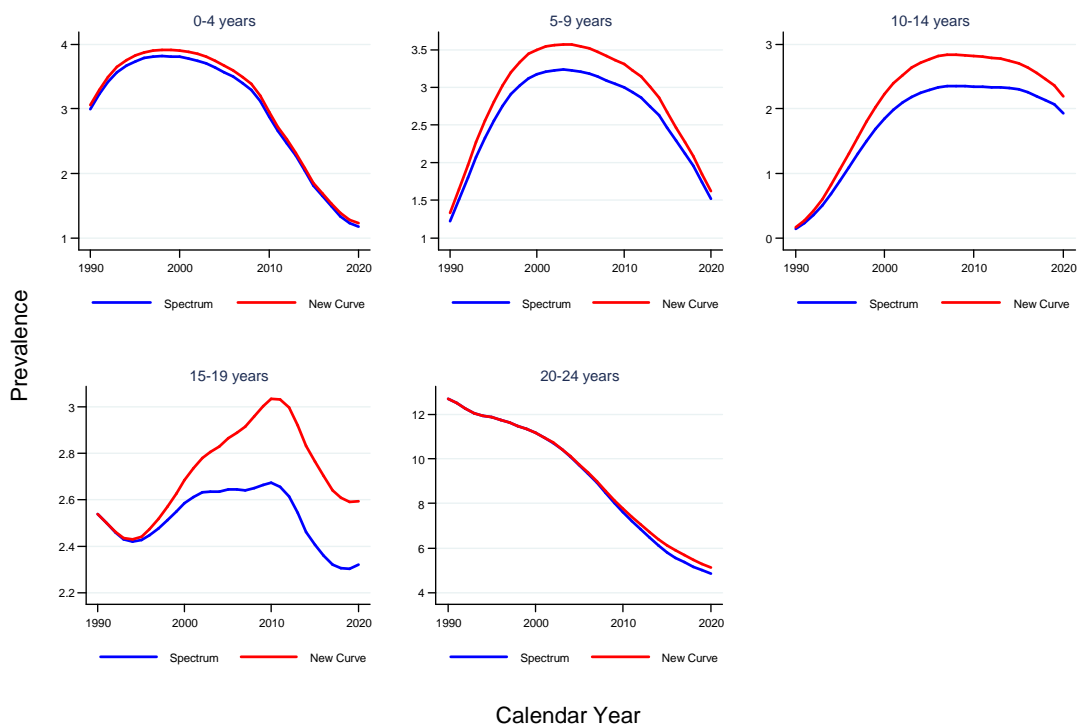 0-4 years
4
3
2
1
1990 2000 2010 2020
Spectrum New Curve
5-9 years
3.5
3
2.5
2
1.5
1
1990 2000 2010 2020
Spectrum New Curve
10-14 years
3
2
1
0
1990 2000 2010 2020
Spectrum New Curve
Prevalence
15-19 years
3
2.8
2.6
2.4
2.2
1990 2000 2010 2020
Spectrum New Curve
20-24 years
12
10
8
6
4
1990 2000 2010 2020
Spectrum New Curve
Calendar Year